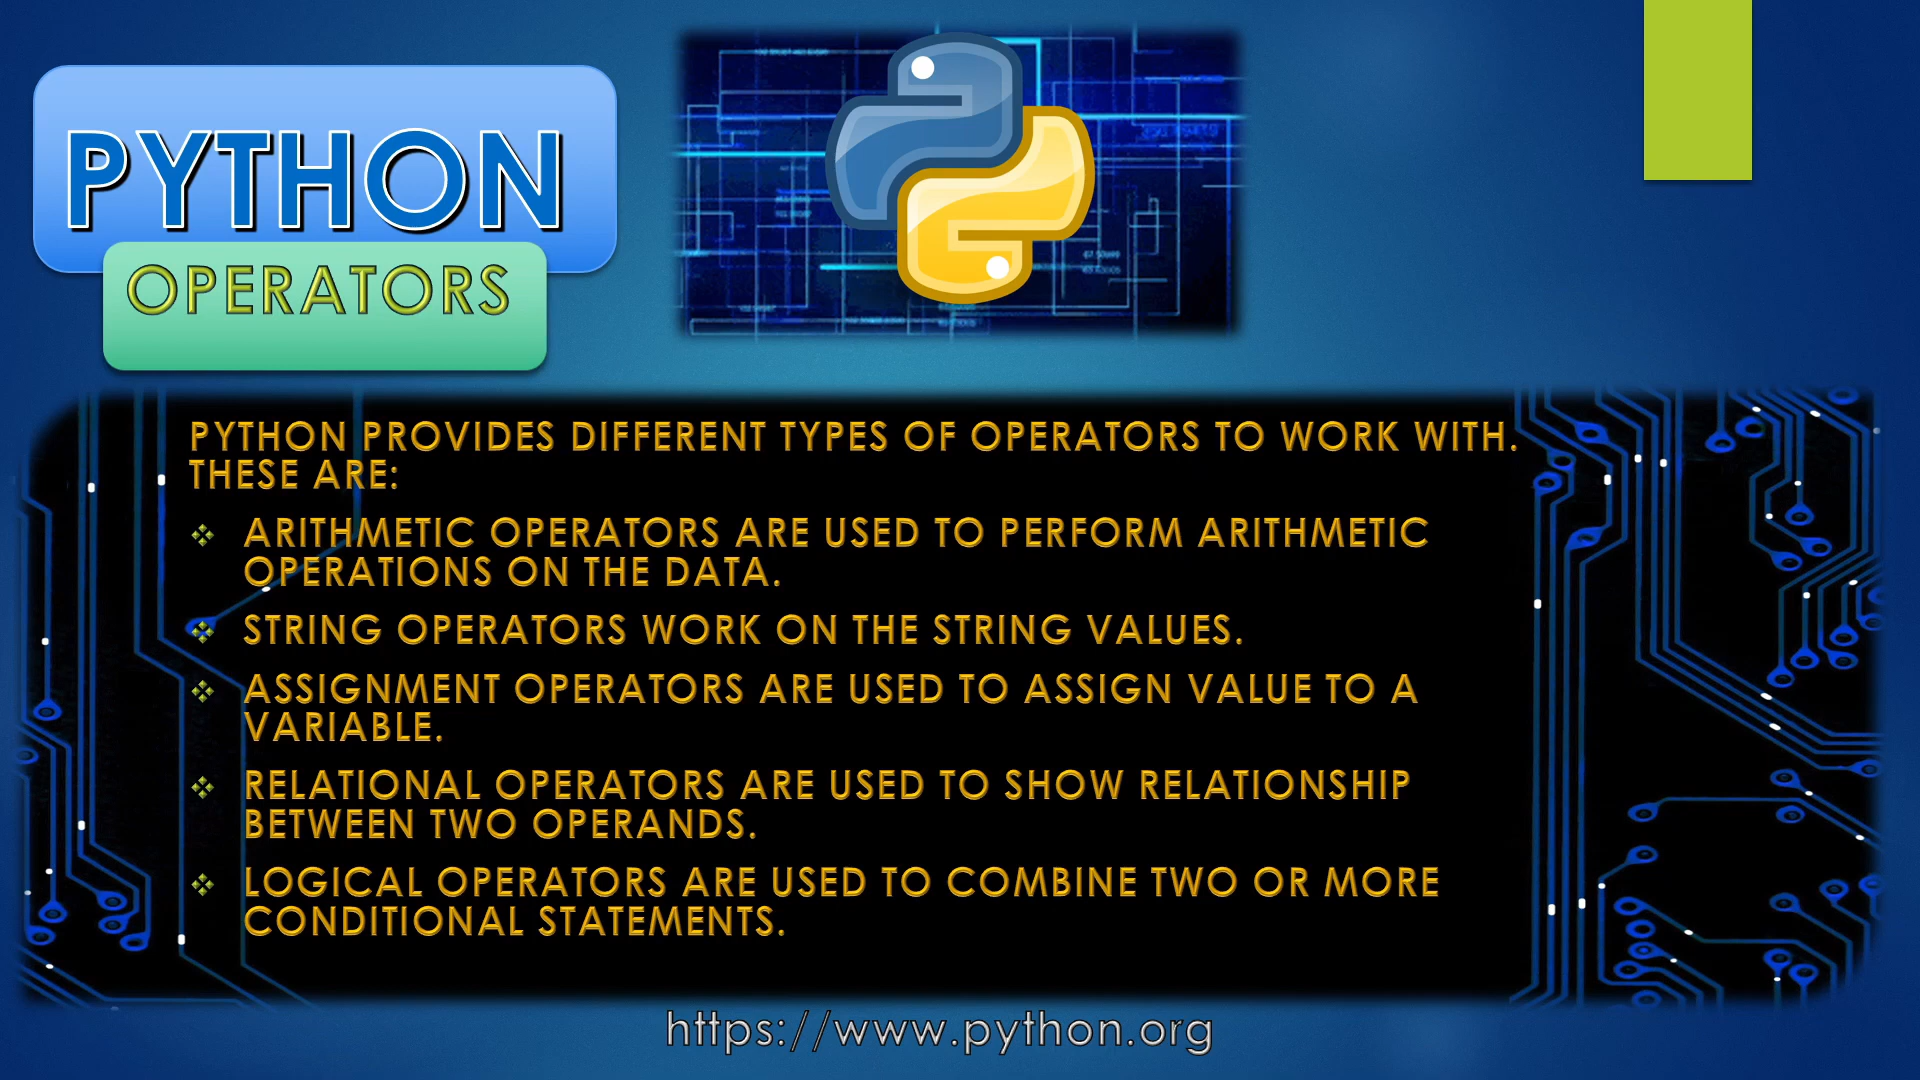 PYTHON
OPERATORS
PYTHON PROVIDES DIFFERENT TYPES OF OPERATORS TO WORK WITH.
THESE ARE:
❖ ARITHMETIC OPERATORS ARE USED TO PERFORM ARITHMETIC
OPERATIONS ON THE DATA.
❖ STRING OPERATORS WORK ON THE STRING VALUES.
❖ ASSIGNMENT OPERATORS ARE USED TO ASSIGN VALUE TO A
VARIABLE.
❖ RELATIONAL OPERATORS ARE USED TO SHOW RELATIONSHIP
BETWEEN TWO OPERANDS.
❖ LOGICAL OPERATORS ARE USED TO COMBINE TWO OR MORE
CONDITIONAL STATEMENTS.
https://www.python.org